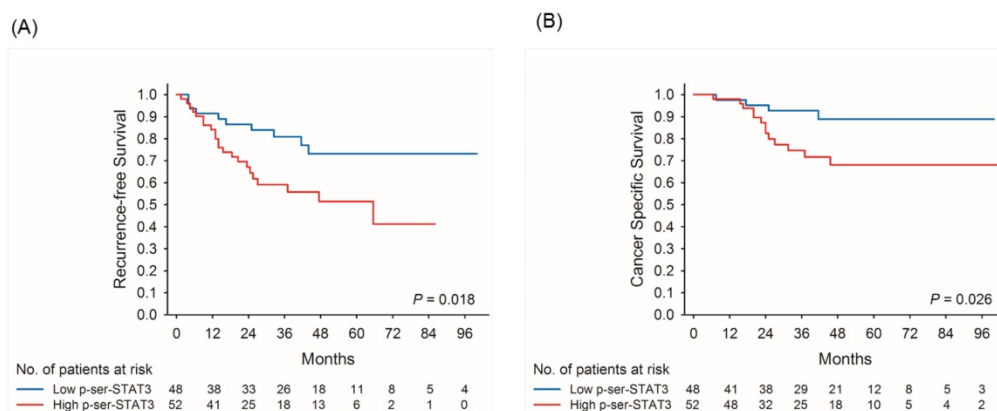 (A)
Recurrence-free Survival
1.0
0.9
0.8
0.7
0.6
0.5
0.4
0.3
0.2
0.1
0.0
P = 0.018
0 12 24 36 48 60 72 84 96
Months
No. of patients at risk
Low p-ser-STAT3 48 38 33 26 18 11 8 5 4
High p-ser-STAT3 52 41 25 18 13 6 2 1 0
(B)
Cancer Specific Survival
1.0
0.9
0.8
0.7
0.6
0.5
0.4
0.3
0.2
0.1
0.0
P = 0.026
0 12 24 36 48 60 72 84 96
Months
No. of patients at risk
Low p-ser-STAT3 48 41 38 29 21 12 8 5 3
High p-ser-STAT3 52 48 32 25 18 10 5 4 2